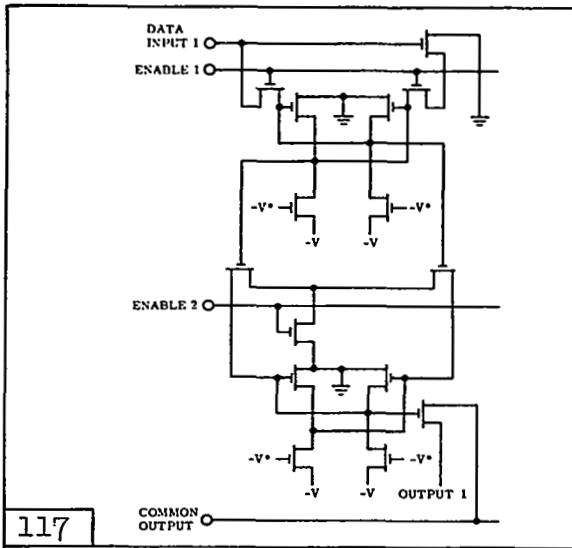 DATA
INPUT 1
ENABLE 1
-V* -V*
-V -V
ENABLE 2
-V* -V*
-V -V OUTPUT 1
COMMON
OUTPUT
117